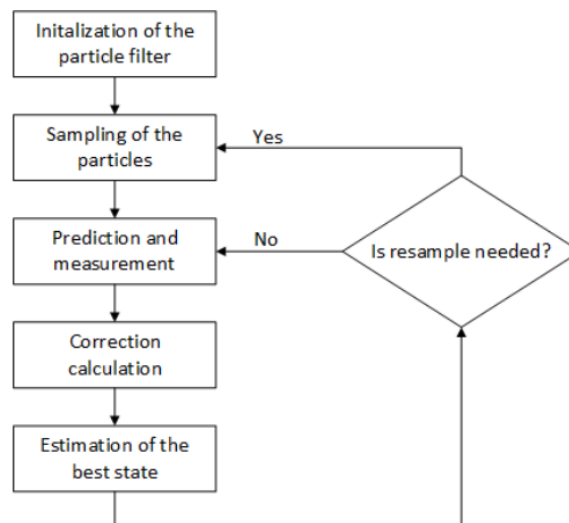 Initalization of the
particle filter
Sampling of the
particles
Yes
Prediction and
measurement
No
Is resample needed?
Correction
calculation
Estimation of the
best state